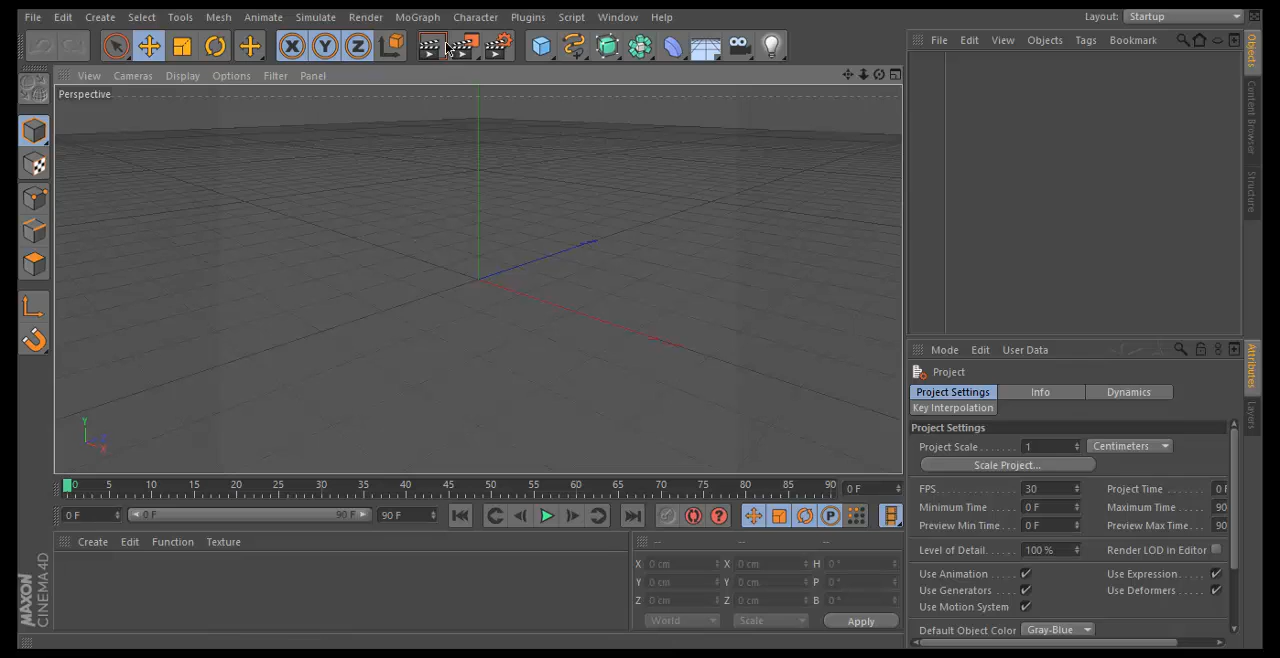 File Edit Create Select Tools Mesh Animate Simulate Render MoGraph Character Plugins Script Window Help
Layout: Startup
X Y Z
File Edit View Objects Tags Bookmark
View Cameras Display Options Filter Panel
Perspective
Y
X
Objects
Content Browser
Structure
Mode Edit User Data
Project
Project Settings Info Dynamics
Key Interpolation
Project Settings
Project Scale 1 Centimeters
Scale Project...
FPS 30 Project Time 0 F
Minimum Time 0 F Maximum Time 90
Preview Min Time 0 F Preview Max Time 90
Level of Detail 100 % Render LOD in Editor
Use Animation Use Expression
Use Generators Use Deformers
Use Motion System
Default Object Color Gray-Blue
Attributes
Layers
0 5 10 15 20 25 30 35 40 45 50 55 60 65 70 75 80 85 90 0 F
0 F 0 F 90 F 90 F
P
Create Edit Function Texture
-- -- --
X 0 cm X 0 cm H 0 °
Y 0 cm Y 0 cm P 0 °
Z 0 cm Z 0 cm B 0 °
World Scale Apply
MAXON
CINEMA 4D